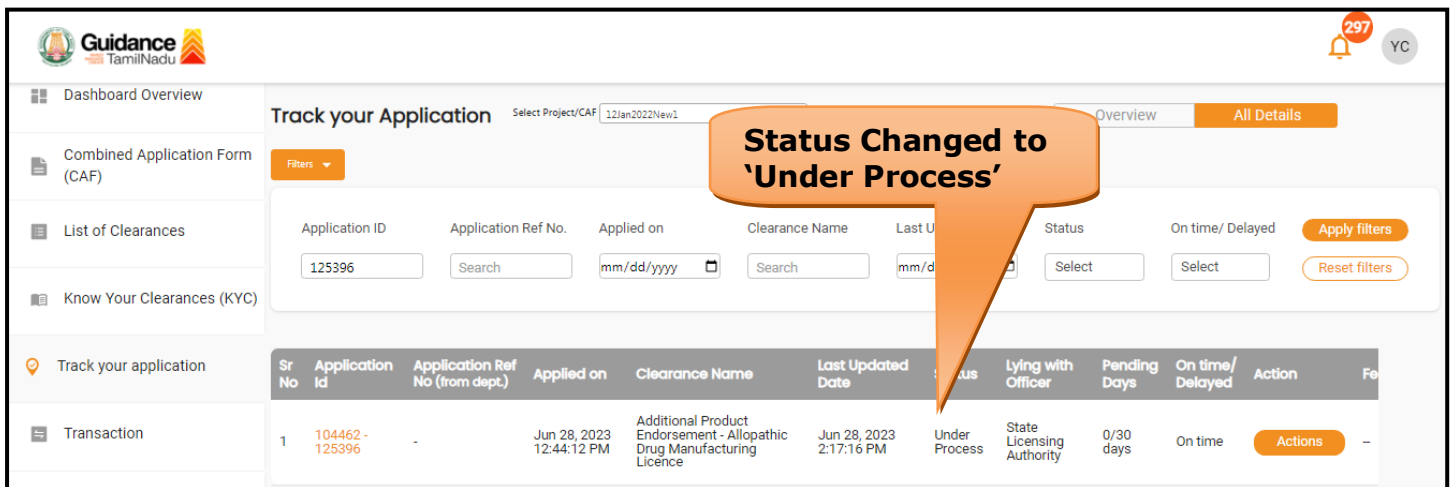 Guidance
TamilNadu
297
YC
Dashboard Overview
Combined Application Form
(CAF)
List of Clearances
Know Your Clearances (KYC)
Track your application
Transaction
Track your Application
Select Project/CAF
12Jan2022New1
Overview
All Details
Status Changed to
‘Under Process’
Filters
Application ID
Application Ref No.
Applied on
Clearance Name
Last U
Status
On time/ Delayed
Apply filters
125396
Search
mm/dd/yyyy
Search
mm/d
Select
Select
Reset filters
Sr
No
Application
Id
Application Ref
No (from dept.)
Applied on
Clearance Name
Last Updated
Date
Lying with
Officer
Pending
Days
On time/
Delayed
Action
Fe
1
104462 -
125396
-
Jun 28, 2023
12:44:12 PM
Additional Product
Endorsement - Allopathic
Drug Manufacturing
Licence
Jun 28, 2023
2:17:16 PM
Under
Process
State
Licensing
Authority
0/30
days
On time
Actions
--